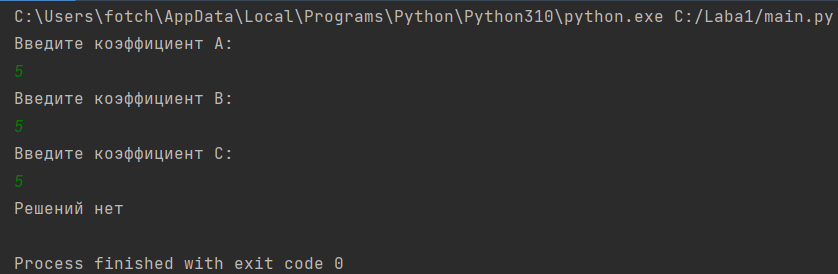 C:\Users\fotch\AppData\Local\Programs\Python\Python310\python.exe C:/Laba1/main.py
Введите коэффициент A:
5
Введите коэффициент B:
5
Введите коэффициент C:
5
Решений нет
Process finished with exit code 0